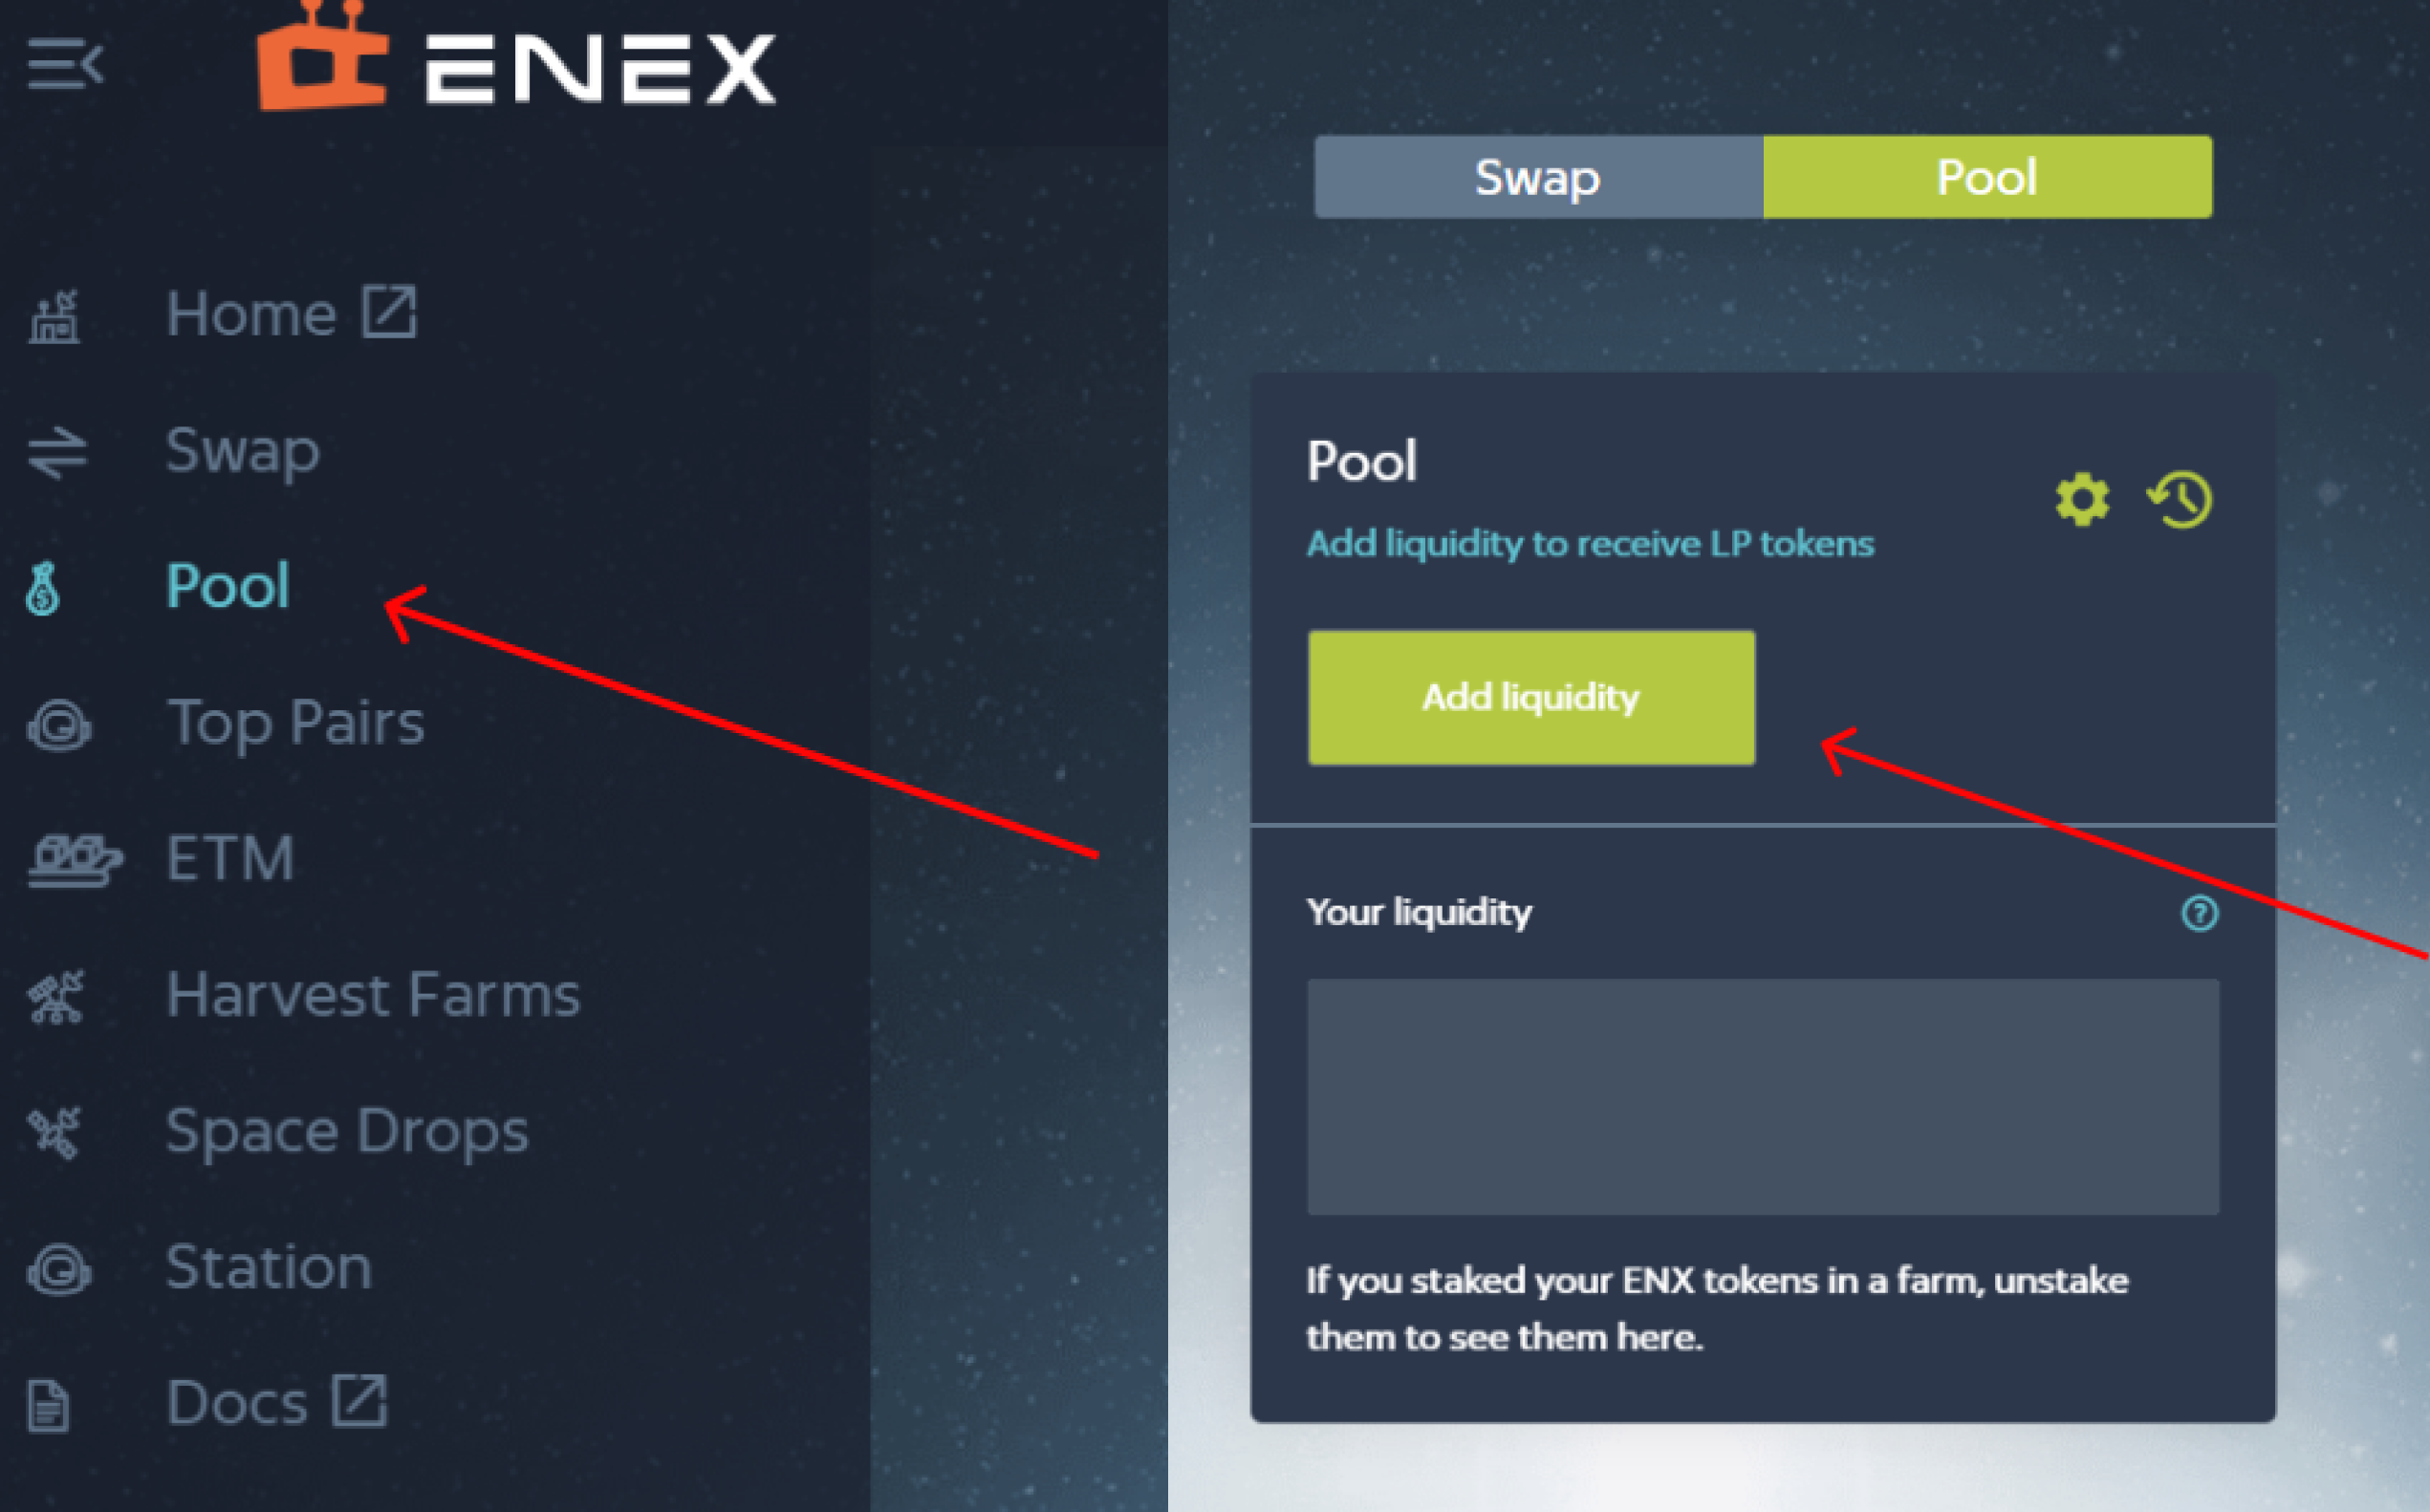 ENEX
Home
Swap
Pool
Top Pairs
ETM
Harvest Farms
Space Drops
Station
Docs
Swap
Pool
Pool
Add liquidity to receive LP tokens
Add liquidity
Your liquidity
If you staked your ENX tokens in a farm, unstake
them to see them here.